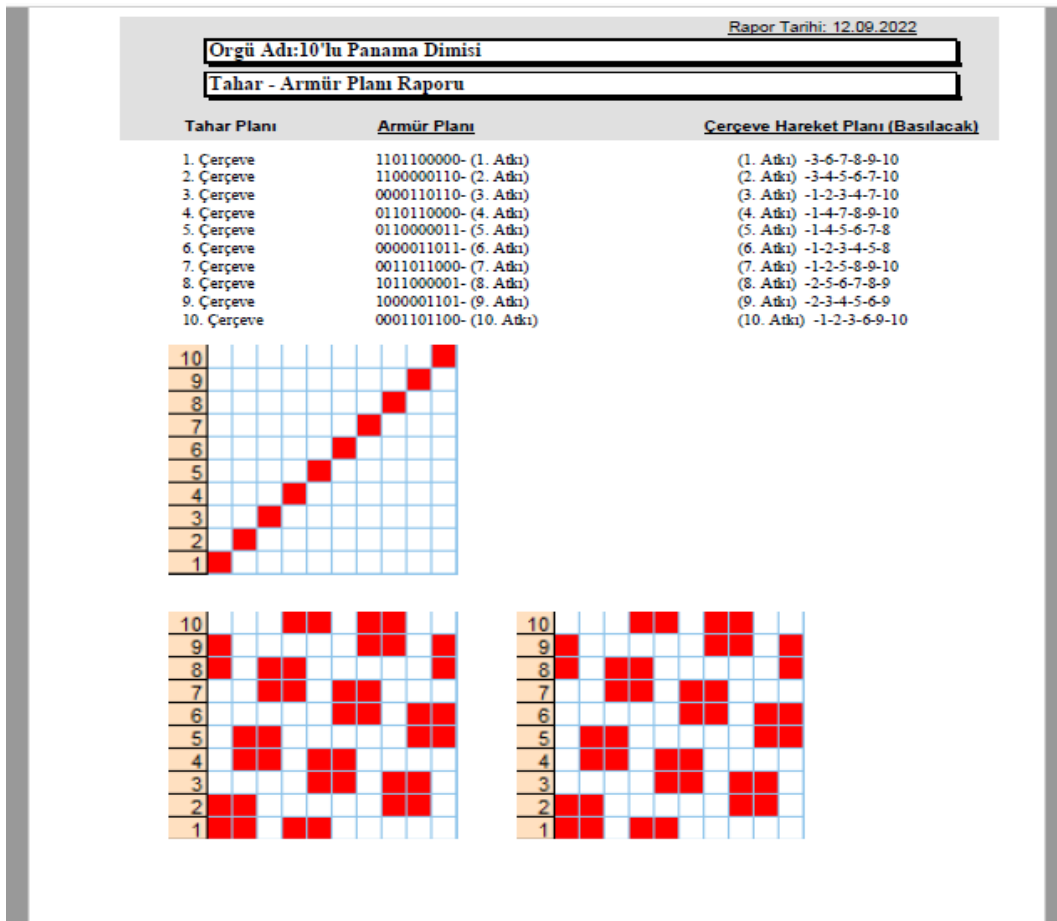 Rapor Tarihi: 12.09.2022
Orgü Adı:10'lu Panama Dimisi
Tahar - Armür Planı Raporu
Tahar Planı Armür Planı Çerçeve Hareket Planı (Basılacak)
1. Çerçeve 1101100000- (1. Atkı) (1. Atkı) -3-6-7-8-9-10
2. Çerçeve 1100000110- (2. Atkı) (2. Atkı) -3-4-5-6-7-10
3. Çerçeve 0000110110- (3. Atkı) (3. Atkı) -1-2-3-4-7-10
4. Çerçeve 0110110000- (4. Atkı) (4. Atkı) -1-4-7-8-9-10
5. Çerçeve 0110000011- (5. Atkı) (5. Atkı) -1-4-5-6-7-8
6. Çerçeve 0000011011- (6. Atkı) (6. Atkı) -1-2-3-4-5-8
7. Çerçeve 0011011000- (7. Atkı) (7. Atkı) -1-2-5-8-9-10
8. Çerçeve 1011000001- (8. Atkı) (8. Atkı) -2-5-6-7-8-9
9. Çerçeve 1000001101- (9. Atkı) (9. Atkı) -2-3-4-5-6-9
10. Çerçeve 0001101100- (10. Atkı) (10. Atkı) -1-2-3-6-9-10
10
9
8
7
6
5
4
3
2
1
10 10
9 9
8 8
7 7
6 6
5 5
4 4
3 3
2 2
1 1